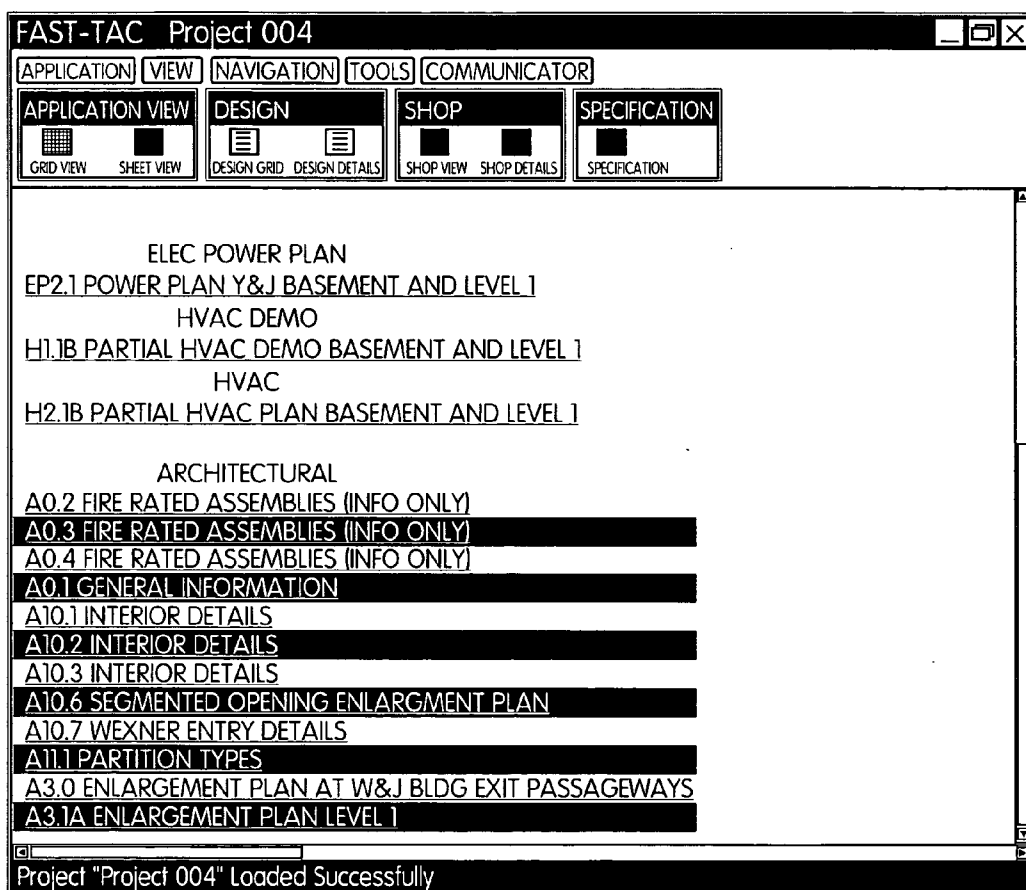 FAST-TAC Project 004
APPLICATION VIEW NAVIGATION TOOLS COMMUNICATOR
APPLICATION VIEW DESIGN SHOP SPECIFICATION
GRID VIEW SHEET VIEW DESIGN GRID DESIGN DETAILS SHOP VIEW SHOP DETAILS SPECIFICATION
ELEC POWER PLAN
EP2.1 POWER PLAN Y&J BASEMENT AND LEVEL 1
HVAC DEMO
H1.1B PARTIAL HVAC DEMO BASEMENT AND LEVEL 1
HVAC
H2.1B PARTIAL HVAC PLAN BASEMENT AND LEVEL 1
ARCHITECTURAL
A0.2 FIRE RATED ASSEMBLIES (INFO ONLY)
A0.3 FIRE RATED ASSEMBLIES (INFO ONLY)
A0.4 FIRE RATED ASSEMBLIES (INFO ONLY)
A0.1 GENERAL INFORMATION
A10.1 INTERIOR DETAILS
A10.2 INTERIOR DETAILS
A10.3 INTERIOR DETAILS
A10.6 SEGMENTED OPENING ENLARGMENT PLAN
A10.7 WEXNER ENTRY DETAILS
A11.1 PARTITION TYPES
A3.0 ENLARGEMENT PLAN AT W&J BLDG EXIT PASSAGEWAYS
A3.1A ENLARGEMENT PLAN LEVEL 1
Project "Project 004" Loaded Successfully